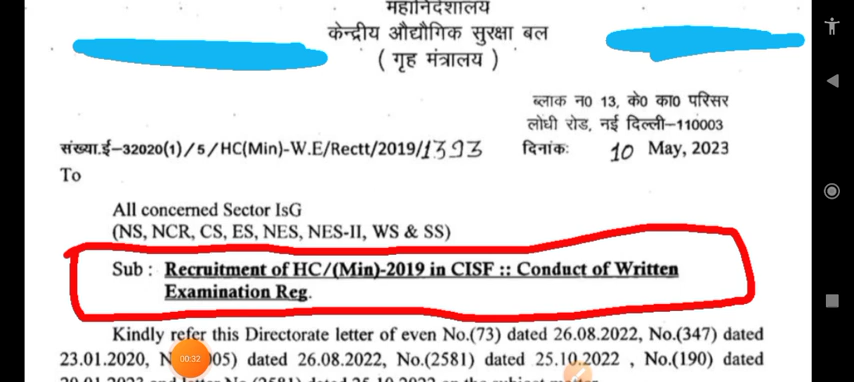 महानिदेशालय
केन्द्रीय औद्योगिक सुरक्षा बल
( गृह मंत्रालय )
ब्लाक न0 13, के0 का0 परिसर
लोधी रोड, नई दिल्ली–110003
संख्या.ई–32020(1)/5/HC(Min)-W.E/Rectt/2019/1393 दिनांक: 10 May, 2023
To
All concerned Sector IsG
(NS, NCR, CS, ES, NES, NES-II, WS & SS)
Sub : Recruitment of HC/(Min)-2019 in CISF :: Conduct of Written
Examination Reg.
Kindly refer this Directorate letter of even No.(73) dated 26.08.2022, No.(347) dated
23.01.2020, 05) dated 26.08.2022, No.(2581) dated 25.10.2022 , No.(190) dated
00:32